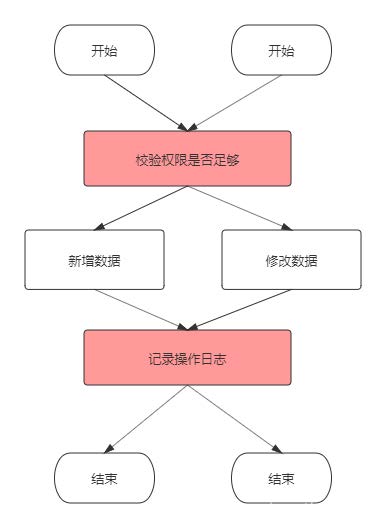 开始
开始
校验权限是否足够
新增数据
修改数据
记录操作日志
结束
结束